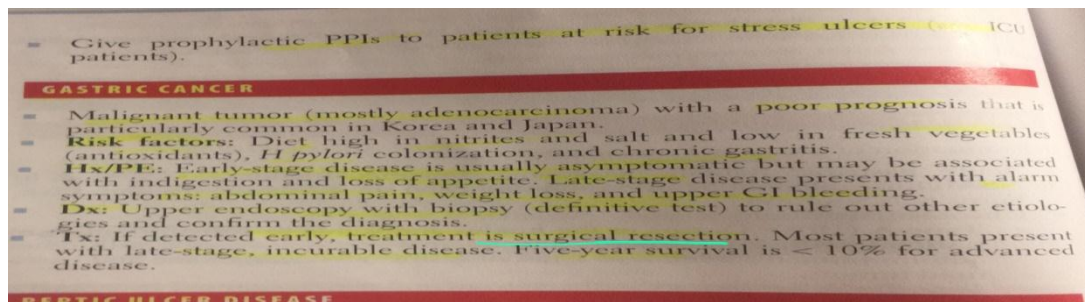 Give prophylactic PPIs to patients at risk for stress ulcers (e.g., ICU
patients).
GASTRIC CANCER
Malignant tumor (mostly adenocarcinoma) with a poor prognosis that is
particularly common in Korea and Japan.
Risk factors: Diet high in nitrites and salt and low in fresh vegetables
(antioxidants), H pylori colonization, and chronic gastritis.
Hx/PE: Early-stage disease is usually asymptomatic but may be associated
with indigestion and loss of appetite. Late-stage disease presents with alarm
symptoms: abdominal pain, weight loss, and upper GI bleeding.
Dx: Upper endoscopy with biopsy (definitive test) to rule out other etiolo-
gies and confirm the diagnosis.
Tx: If detected early, treatment is surgical resection. Most patients present
with late-stage, incurable disease. Five-year survival is < 10% for advanced
disease.
PEPTIC ULCER DISEASE